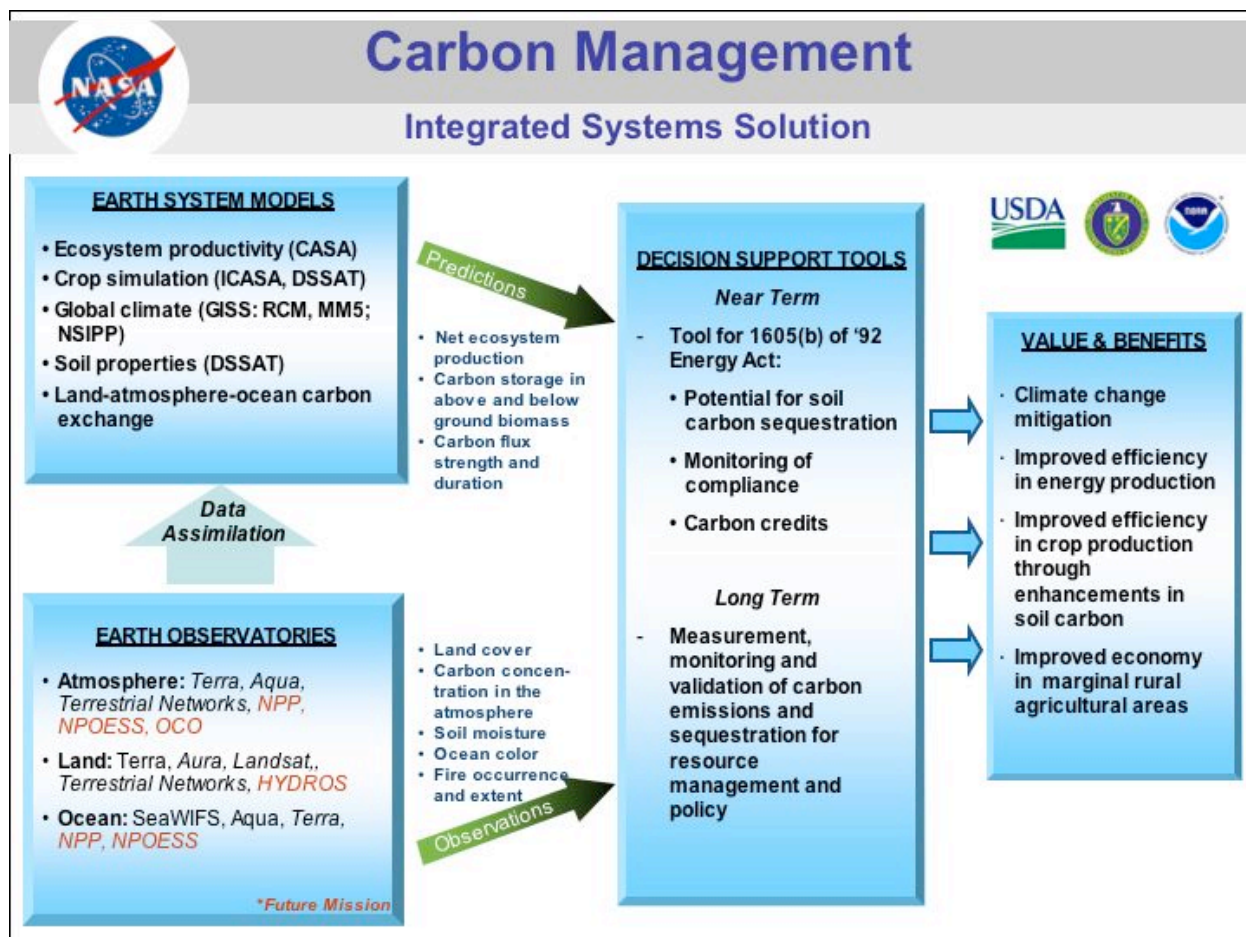 NASA
Carbon Management
Integrated Systems Solution
EARTH SYSTEM MODELS
• Ecosystem productivity (CASA)
• Crop simulation (ICASA, DSSAT)
• Global climate (GISS: RCM, MM5;
NSIPP)
• Soil properties (DSSAT)
• Land-atmosphere-ocean carbon
exchange
Data
Assimilation
EARTH OBSERVATORIES
• Atmosphere: Terra, Aqua,
Terrestrial Networks, NPP,
NPOESS, OCO
• Land: Terra, Aura, Landsat,,
Terrestrial Networks, HYDROS
• Ocean: SeaWIFS, Aqua, Terra,
NPP, NPOESS
*Future Mission
Predictions
• Net ecosystem
production
• Carbon storage in
above and below
ground biomass
• Carbon flux
strength and
duration
• Land cover
• Carbon concen-
tration in the
atmosphere
• Soil moisture
• Ocean color
• Fire occurrence
and extent
Observations
DECISION SUPPORT TOOLS
Near Term
- Tool for 1605(b) of ‘92
Energy Act:
• Potential for soil
carbon sequestration
• Monitoring of
compliance
• Carbon credits
Long Term
- Measurement,
monitoring and
validation of carbon
emissions and
sequestration for
resource
management and
policy
USDA
noaa
VALUE & BENEFITS
· Climate change
mitigation
· Improved efficiency
in energy production
· Improved efficiency
in crop production
through
enhancements in
soil carbon
· Improved economy
in marginal rural
agricultural areas